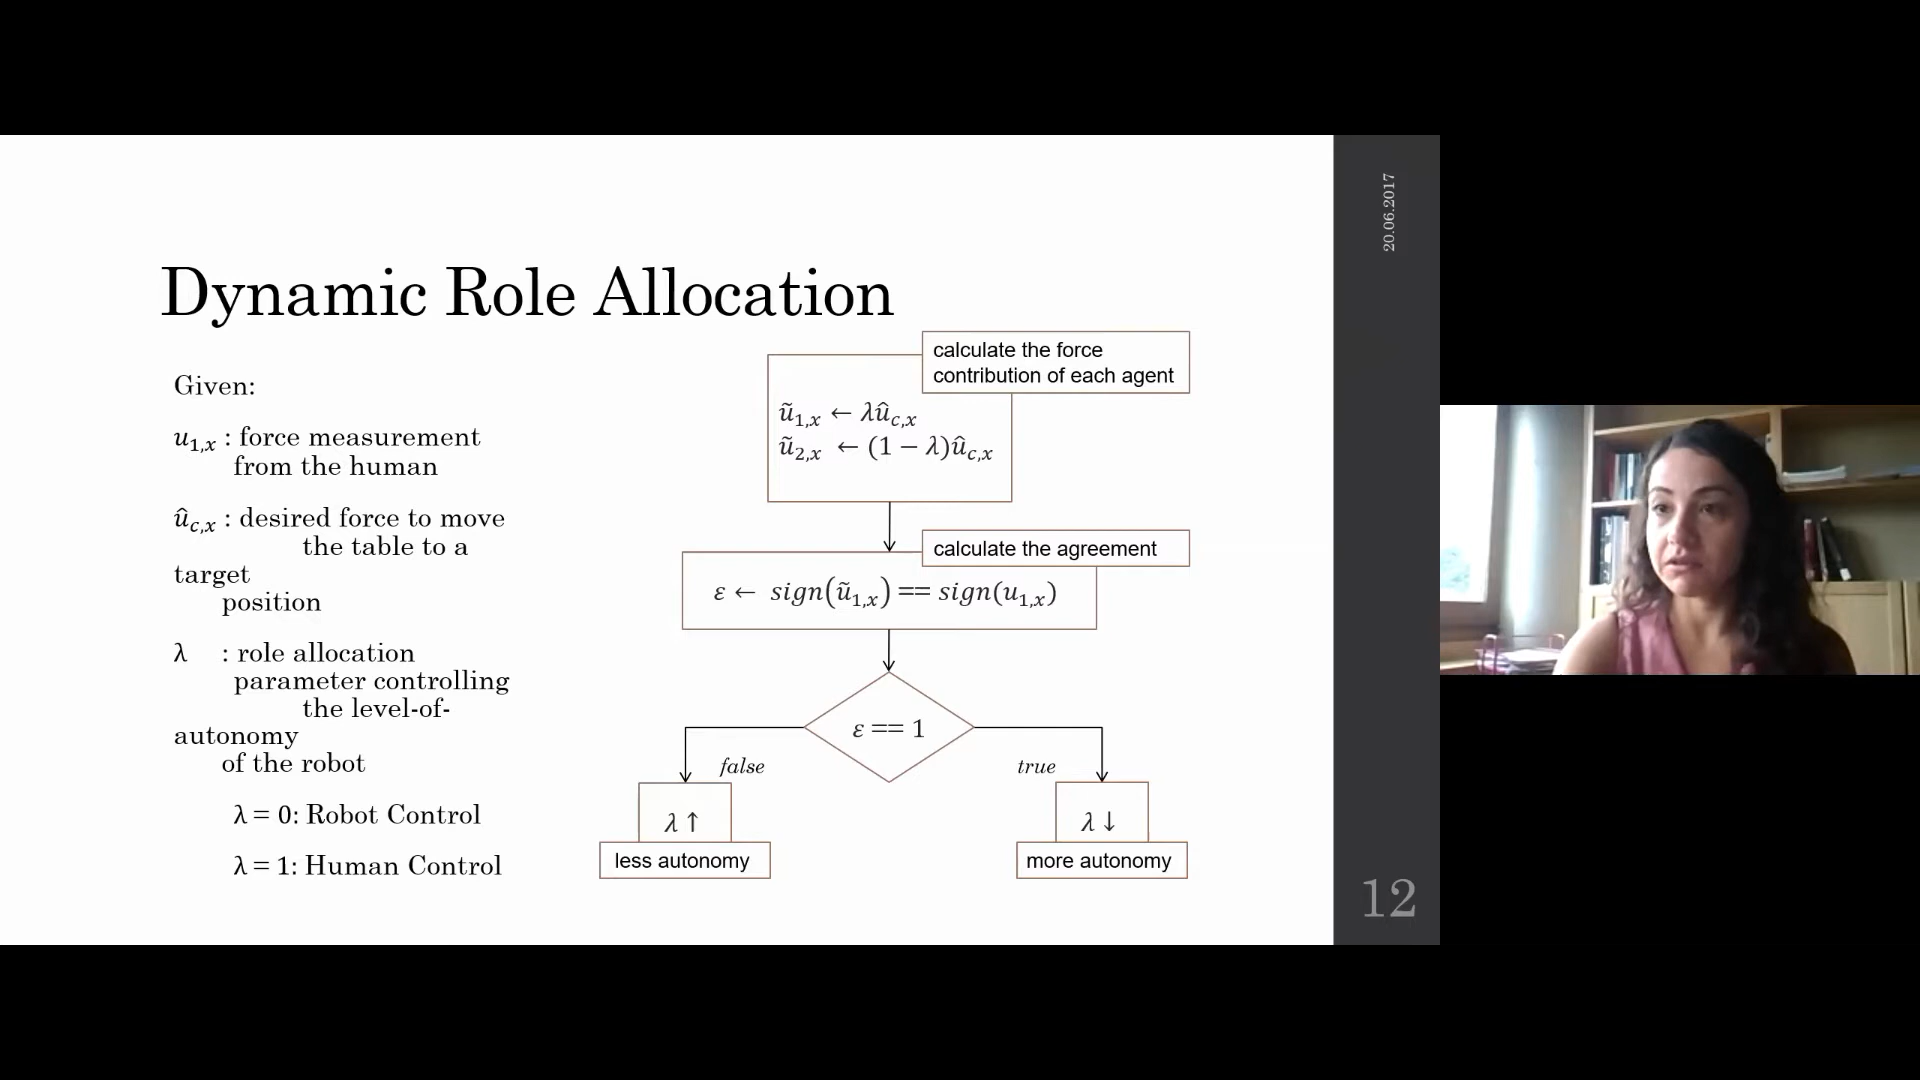 20.06.2017
Dynamic Role Allocation
Given:
u₁,ₓ : force measurement
from the human
û_c,ₓ : desired force to move
the table to a
target
position
λ : role allocation
parameter controlling
the level-of-
autonomy
of the robot
λ = 0: Robot Control
λ = 1: Human Control
calculate the force
contribution of each agent
ũ₁,ₓ ← λû_c,ₓ
ũ₂,ₓ ← (1 − λ)û_c,ₓ
calculate the agreement
ε ← sign(ũ₁,ₓ) == sign(u₁,ₓ)
ε == 1
false
true
λ ↑
λ ↓
less autonomy
more autonomy
12